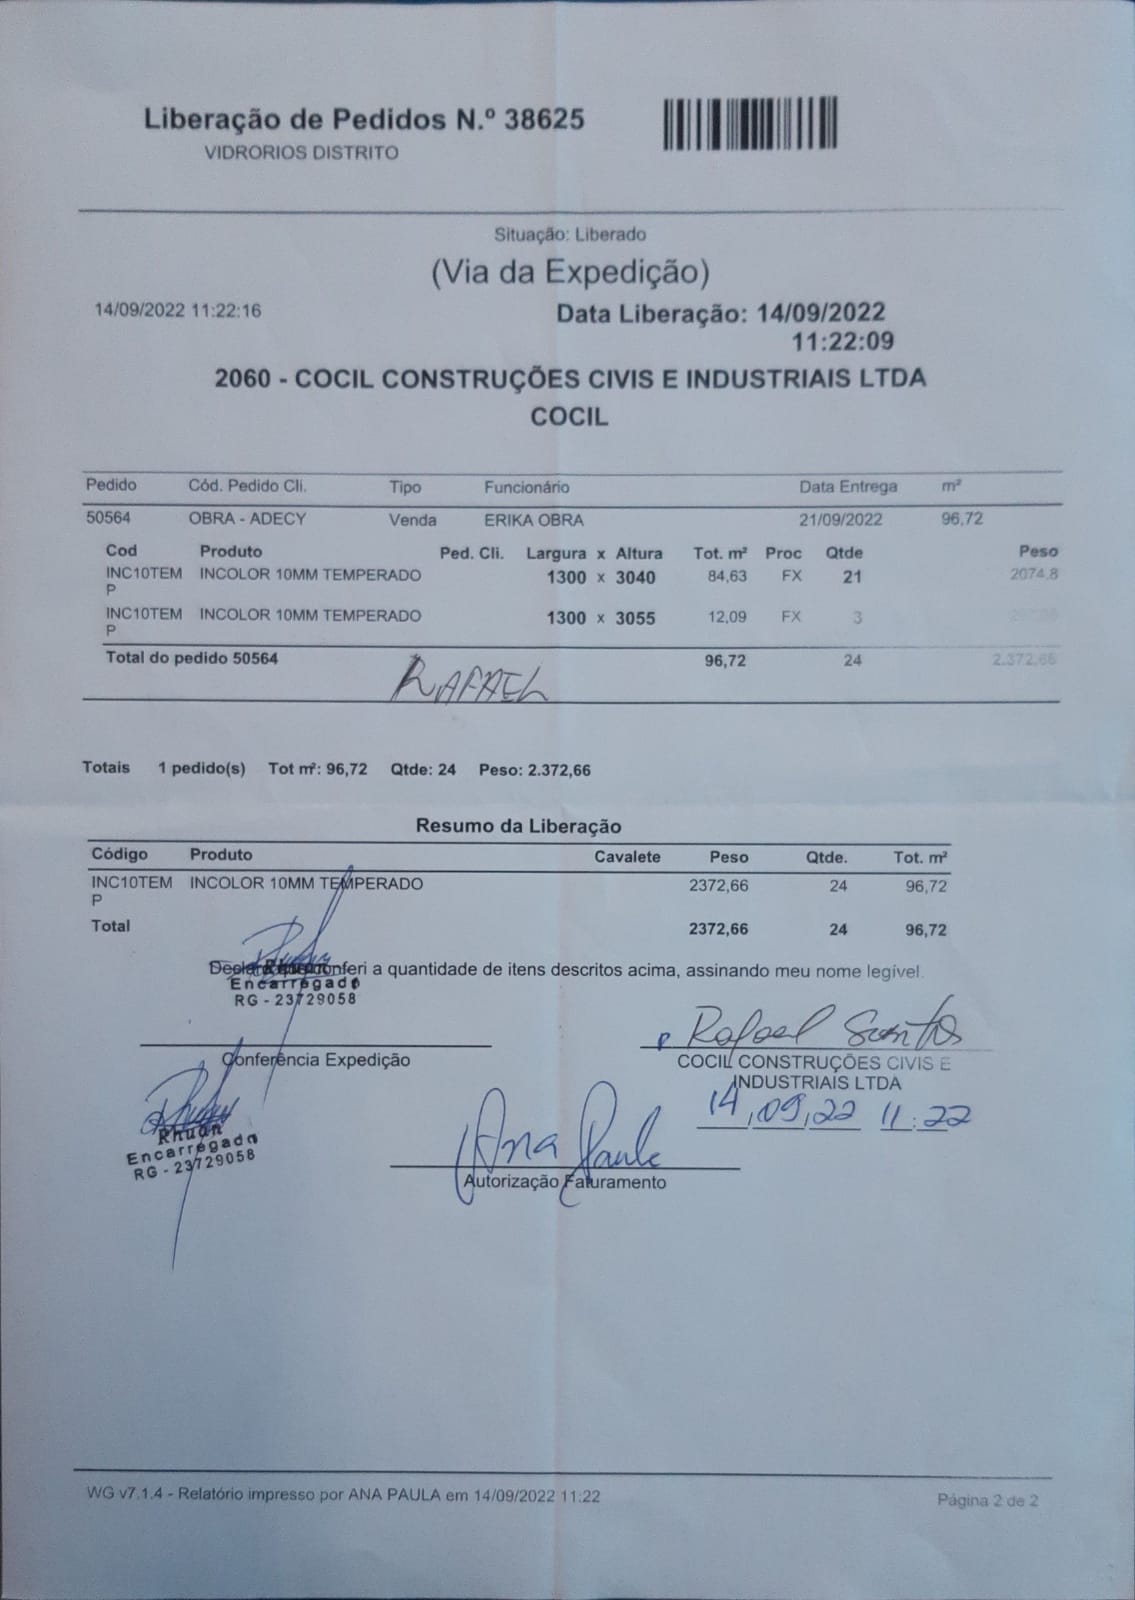 Liberação de Pedidos N.º 38625
VIDRORIOS DISTRITO
Situação: Liberado
(Via da Expedição)
14/09/2022 11:22:16
Data Liberação: 14/09/2022
11:22:09
2060 - COCIL CONSTRUÇÕES CIVIS E INDUSTRIAIS LTDA
COCIL
Pedido Cód. Pedido Cli. Tipo Funcionário Data Entrega m²
50564 OBRA - ADECY Venda ERIKA OBRA 21/09/2022 96,72
Cod Produto Ped. Cli. Largura x Altura Tot. m² Proc Qtde Peso
INC10TEM INCOLOR 10MM TEMPERADO 1300 x 3040 84,63 FX 21 2074,8
P
INC10TEM INCOLOR 10MM TEMPERADO 1300 x 3055 12,09 FX 3
P
Total do pedido 50564 96,72 24 2.372,66
RAFAEL
Totais 1 pedido(s) Tot m²: 96,72 Qtde: 24 Peso: 2.372,66
Resumo da Liberação
Código Produto Cavalete Peso Qtde. Tot. m²
INC10TEM INCOLOR 10MM TEMPERADO 2372,66 24 96,72
P
Total 2372,66 24 96,72
conferi a quantidade de itens descritos acima, assinando meu nome legível.
Encarregado
RG - 23729058
Rafael Santos
Conferência Expedição
COCIL CONSTRUÇÕES CIVIS E
INDUSTRIAIS LTDA
14,09,22 11:22
Rhuan
Encarregado
RG - 23729058
Ana Paula
Autorização Faturamento
WG v7.1.4 - Relatório impresso por ANA PAULA em 14/09/2022 11:22
Página 2 de 2